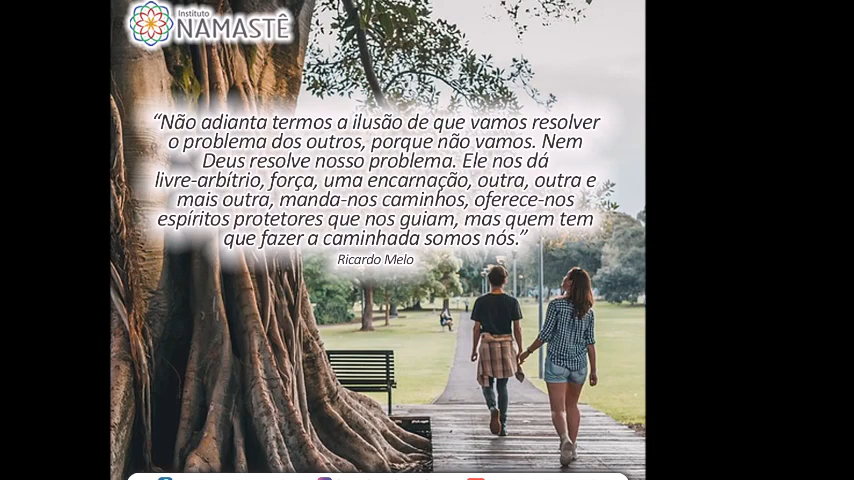 Instituto
NAMASTÊ
“Não adianta termos a ilusão de que vamos resolver
o problema dos outros, porque não vamos. Nem
Deus resolve nosso problema. Ele nos dá
livre-arbítrio, força, uma encarnação, outra, outra e
mais outra, manda-nos caminhos, oferece-nos
espíritos protetores que nos guiam, mas quem tem
que fazer a caminhada somos nós.”
Ricardo Melo